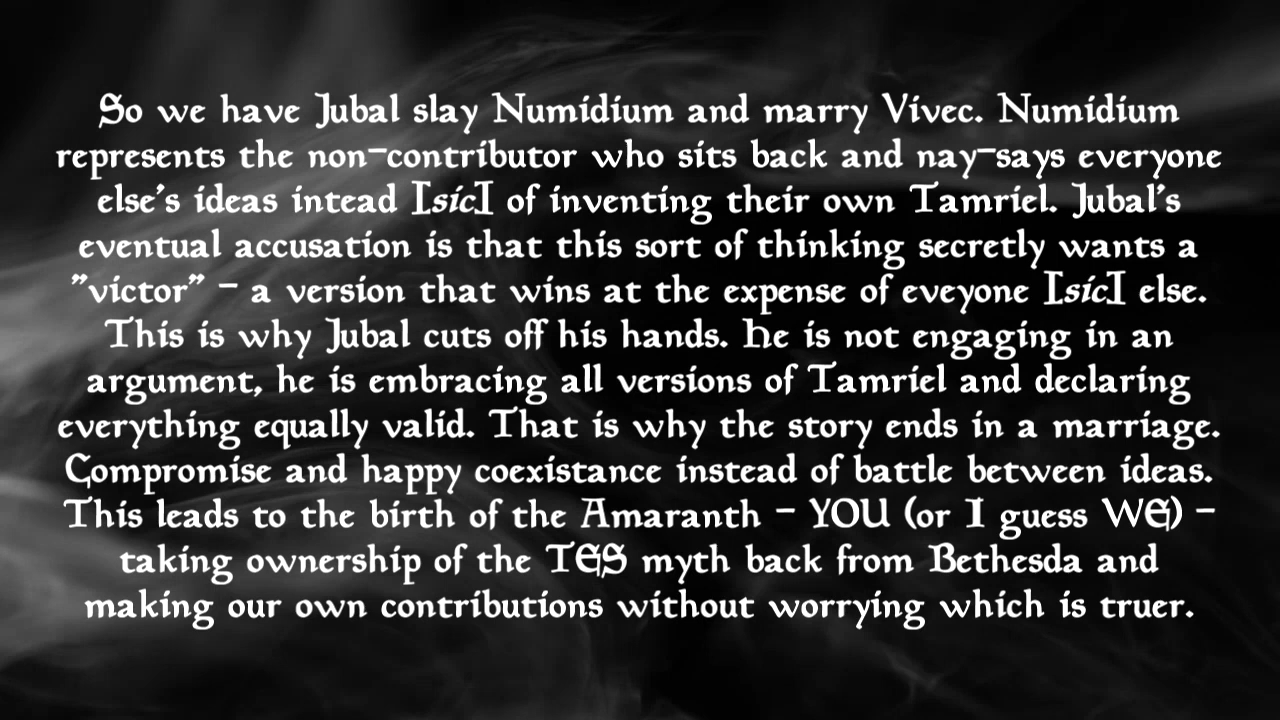 So we have Jubal slay Numidium and marry Vivec. Numidium
represents the non-contributor who sits back and nay-says everyone
else's ideas intead [sic] of inventing their own Tamriel. Jubal's
eventual accusation is that this sort of thinking secretly wants a
"victor" - a version that wins at the expense of eveyone [sic] else.
This is why Jubal cuts off his hands. He is not engaging in an
argument, he is embracing all versions of Tamriel and declaring
everything equally valid. That is why the story ends in a marriage.
Compromise and happy coexistance instead of battle between ideas.
This leads to the birth of the Amaranth - YOU (or I guess WE) -
taking ownership of the TES myth back from Bethesda and
making our own contributions without worrying which is truer.